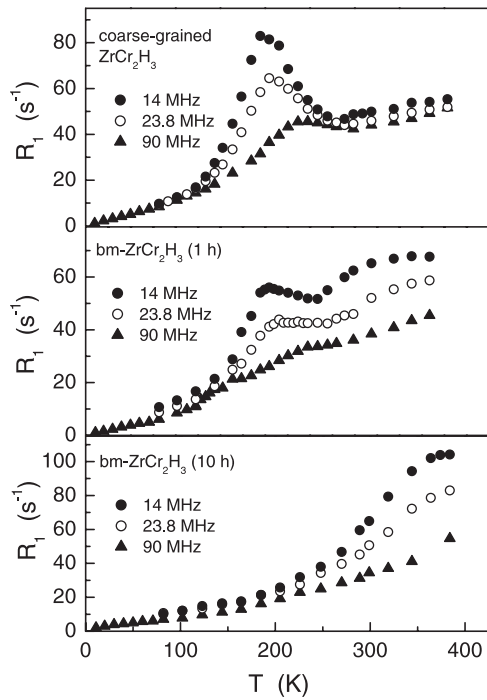 80
60
40
20
0
R₁ (s⁻¹)
coarse-grained
ZrCr₂H₃
14 MHz
23.8 MHz
90 MHz
60
40
20
0
R₁ (s⁻¹)
bm-ZrCr₂H₃ (1 h)
14 MHz
23.8 MHz
90 MHz
100
80
60
40
20
0
R₁ (s⁻¹)
bm-ZrCr₂H₃ (10 h)
14 MHz
23.8 MHz
90 MHz
0 100 200 300 400
T (K)